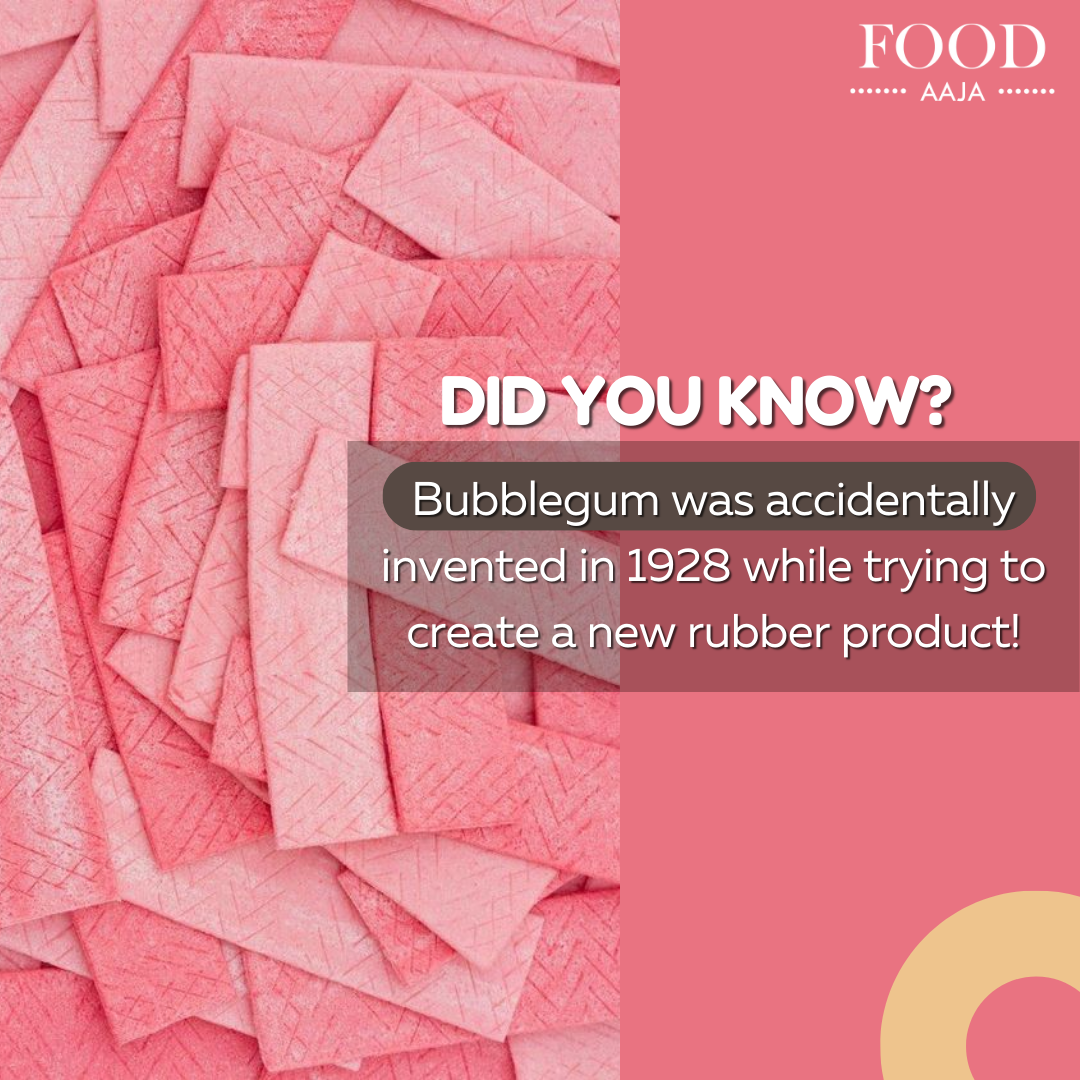 FOOD
AAJA
DID YOU KNOW?
Bubblegum was accidentally
invented in 1928 while trying to
create a new rubber product!